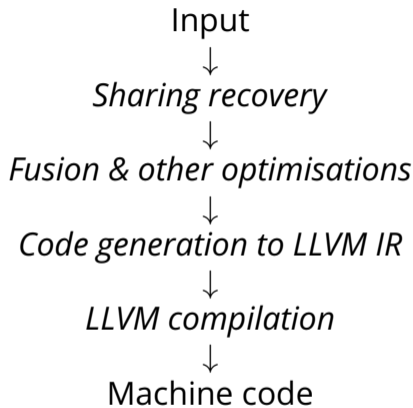 Input
↓
Sharing recovery
↓
Fusion & other optimisations
↓
Code generation to LLVM IR
↓
LLVM compilation
↓
Machine code